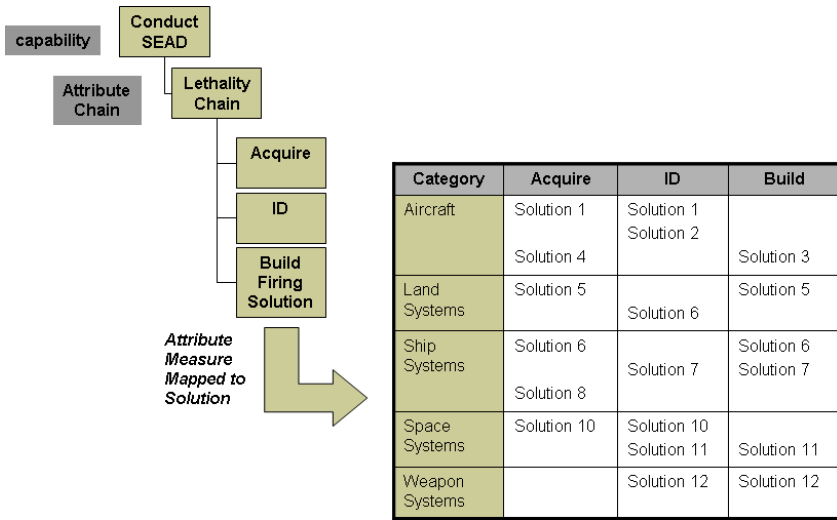 Conduct
SEAD
capability
Lethality
Chain
Attribute
Chain
Acquire
ID
Build
Firing
Solution
Attribute
Measure
Mapped to
Solution
Category Acquire ID Build
Aircraft Solution 1 Solution 1
Solution 2
Solution 4 Solution 3
Land Solution 5 Solution 5
Systems Solution 6
Ship Solution 6 Solution 6
Systems Solution 7 Solution 7
Solution 8
Space Solution 10 Solution 10
Systems Solution 11 Solution 11
Weapon Solution 12 Solution 12
Systems